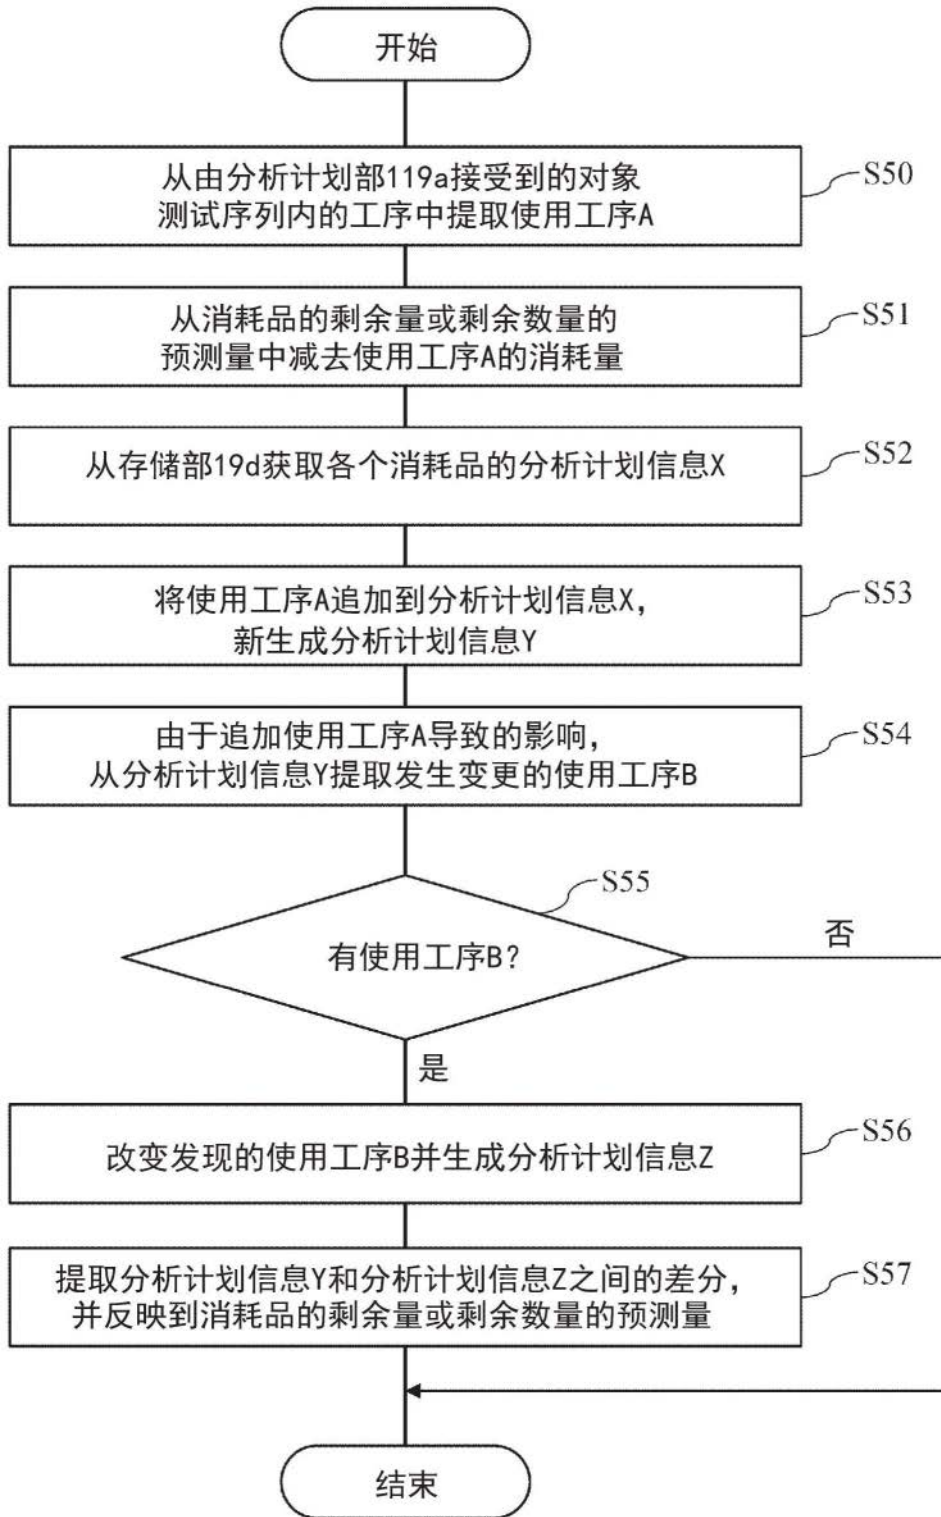 开始
从由分析计划部119a接受到的对象
测试序列内的工序中提取使用工序A
S50
从消耗品的剩余量或剩余数量的
预测量中减去使用工序A的消耗量
S51
从存储部19d获取各个消耗品的分析计划信息X
S52
将使用工序A追加到分析计划信息X，
新生成分析计划信息Y
S53
由于追加使用工序A导致的影响，
从分析计划信息Y提取发生变更的使用工序B
S54
S55
有使用工序B?
否
是
改变发现的使用工序B并生成分析计划信息Z
S56
提取分析计划信息Y和分析计划信息Z之间的差分，
并反映到消耗品的剩余量或剩余数量的预测量
S57
结束